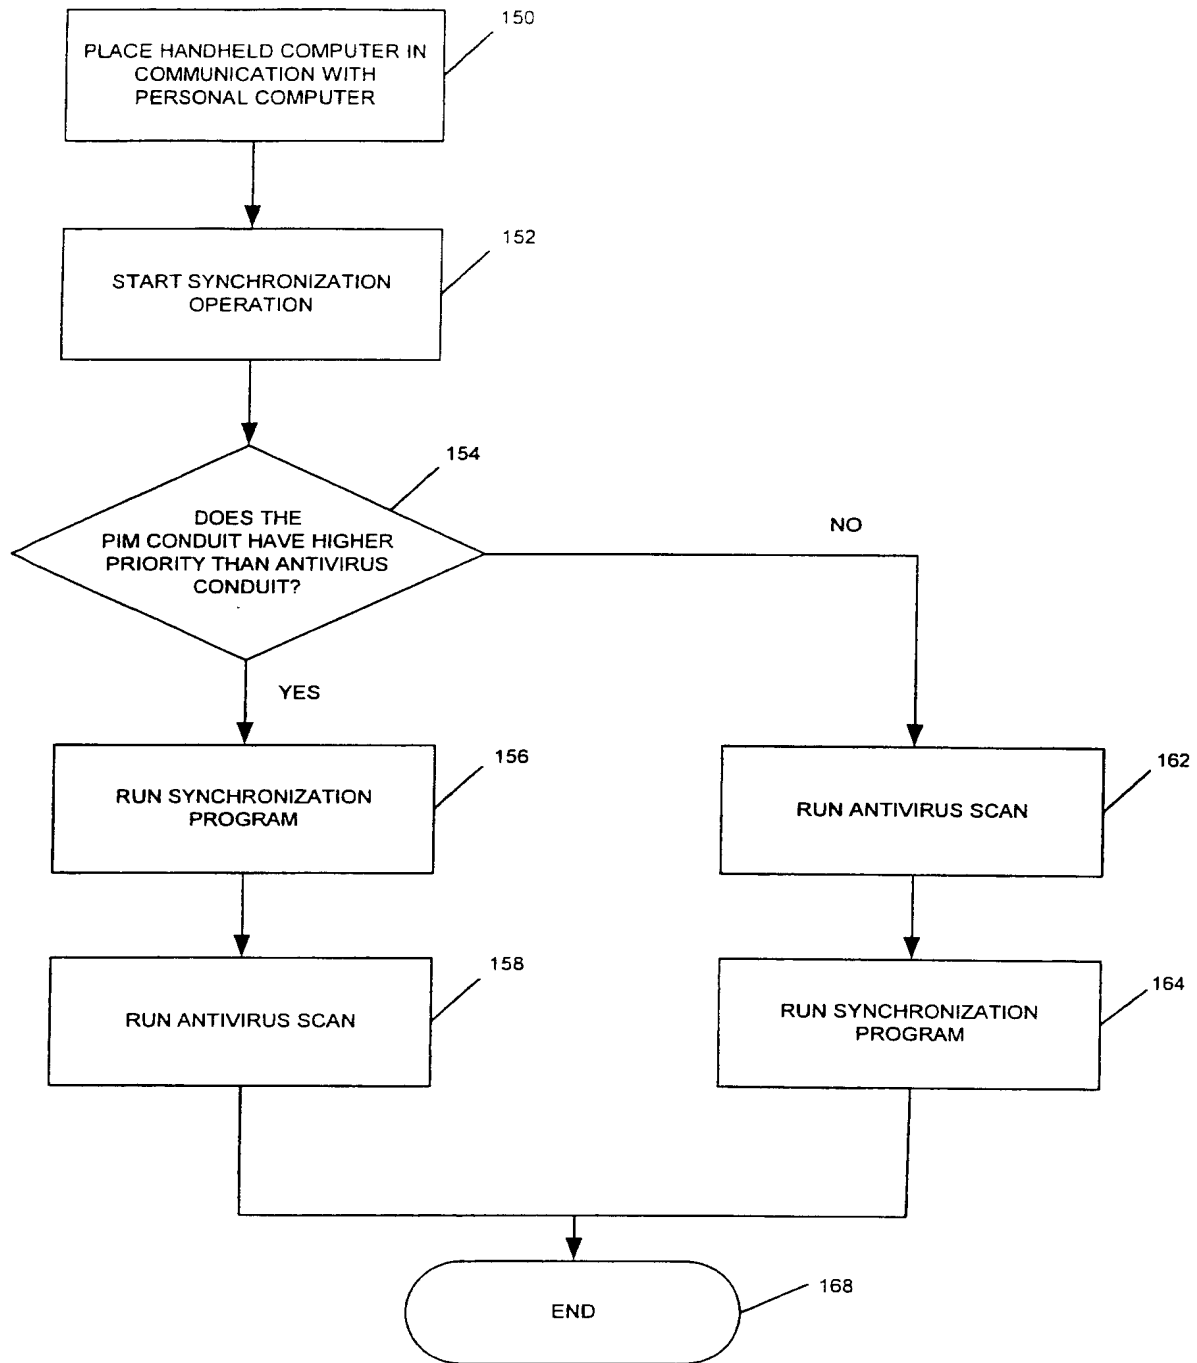 150
PLACE HANDHELD COMPUTER IN
COMMUNICATION WITH
PERSONAL COMPUTER
152
START SYNCHRONIZATION
OPERATION
154
DOES THE
PIM CONDUIT HAVE HIGHER
PRIORITY THAN ANTIVIRUS
CONDUIT?
NO
YES
156
RUN SYNCHRONIZATION
PROGRAM
162
RUN ANTIVIRUS SCAN
158
RUN ANTIVIRUS SCAN
164
RUN SYNCHRONIZATION
PROGRAM
END
168